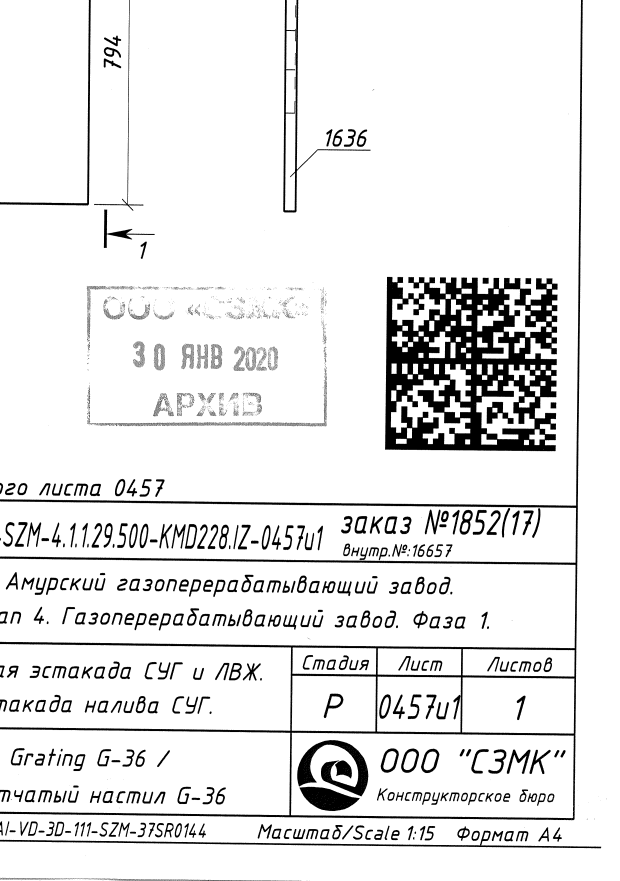 794
1636
1
ООО «СЗМК»
30 ЯНВ 2020
АРХИВ
ого листа 0457
-SZM-4.1.1.29.500-KMD228.IZ-0457и1
заказ №1852(17)
внутр.№:16657
Амурский газоперерабатывающий завод.
ап 4. Газоперерабатывающий завод. Фаза 1.
ая эстакада СУГ и ЛВЖ.
такада налива СУГ.
Стадия Лист Листов
Р 0457и1 1
Grating G-36 /
тчатый настил G-36
ООО "СЗМК"
Конструкторское бюро
AI-VD-3D-111-SZM-37SR0144
Масштаб/Scale 1:15 Формат А4